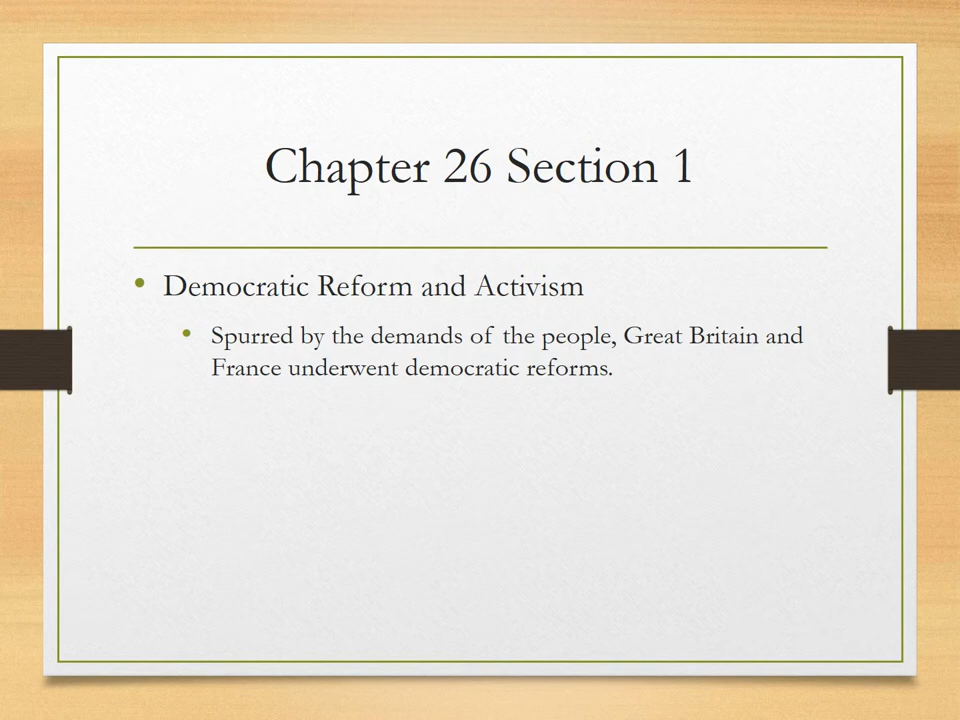 Chapter 26 Section 1
• Democratic Reform and Activism
• Spurred by the demands of the people, Great Britain and
France underwent democratic reforms.